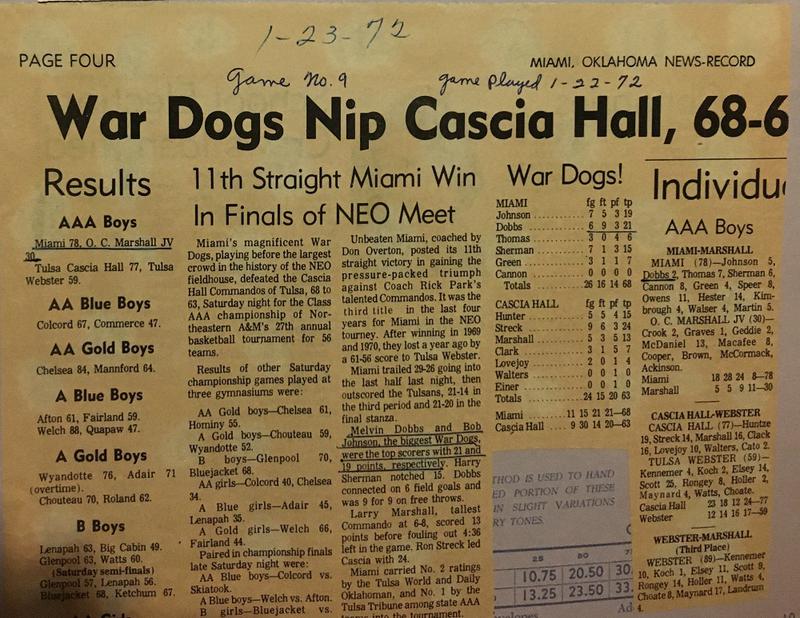 1-23-72
PAGE FOUR
MIAMI, OKLAHOMA NEWS-RECORD
Game No. 9
game played 1-22-72
War Dogs Nip Cascia Hall, 68-6
Results
AAA Boys
Miami 78, O. C. Marshall JV
30.
Tulsa Cascia Hall 77, Tulsa
Webster 59.
AA Blue Boys
Colcord 67, Commerce 47.
AA Gold Boys
Chelsea 84, Mannford 64.
A Blue Boys
Afton 61, Fairland 59.
Welch 88, Quapaw 47.
A Gold Boys
Wyandotte 76, Adair 71
(overtime).
Chouteau 70, Roland 62.
B Boys
Lenapah 63, Big Cabin 49.
Glenpool 63, Watts 60.
(Saturday semi-finals)
Glenpool 57, Lenapah 56.
Bluejacket 68, Ketchum 67.
11th Straight Miami Win
In Finals of NEO Meet
Miami's magnificent War
Dogs, playing before the largest
crowd in the history of the NEO
fieldhouse, defeated the Cascia
Hall Commandos of Tulsa, 68 to
63, Saturday night for the Class
AAA championship of Nor-
theastern A&M's 27th annual
basketball tournament for 56
teams.
Results of other Saturday
championship games played at
three gymnasiums were:
AA Gold boys—Chelsea 61,
Hominy 55.
A Gold boys—Chouteau 59,
Wyandotte 52.
B boys—Glenpool 70,
Bluejacket 68.
AA girls—Colcord 40, Chelsea
34.
A Blue girls—Adair 45,
Lenapah 35.
A Gold girls—Welch 66,
Fairland 44.
Paired in championship finals
late Saturday night were:
AA Blue boys—Colcord vs.
Skiatook.
A Blue boys—Welch vs. Afton.
B girls—Bluejacket vs.
Unbeaten Miami, coached by
Don Overton, posted its 11th
straight victory in gaining the
pressure-packed triumph
against Coach Rick Park's
talented Commandos. It was the
third title in the last four
years for Miami in the NEO
tourney. After winning in 1969
and 1970, they lost a year ago by
a 61-56 score to Tulsa Webster.
Miami trailed 29-26 going into
the last half last night, then
outscored the Tulsans, 21-14 in
the third period and 21-20 in the
final stanza.
Melvin Dobbs and Bob
Johnson, the biggest War Dogs,
were the top scorers with 21 and
19 points, respectively. Harry
Sherman notched 15. Dobbs
connected on 6 field goals and
was 9 for 9 on free throws.
Larry Marshall, tallest
Commando at 6-8, scored 13
points before fouling out 4:36
left in the game. Ron Streck led
Cascia with 24.
Miami carried No. 2 ratings
by the Tulsa World and Daily
Oklahoman, and No. 1 by the
Tulsa Tribune among state AAA
War Dogs!
MIAMI fg ft pf tp
Johnson 7 5 3 19
Dobbs 6 9 3 21
Thomas 3 0 4 6
Sherman 7 1 3 15
Green 3 1 1 7
Cannon 0 0 0 0
Totals 26 16 14 68
CASCIA HALL fg ft pf tp
Hunter 5 5 4 15
Streck 9 6 3 24
Marshall 5 3 5 13
Clark 3 1 5 7
Lovejoy 2 0 1 4
Walters 0 0 1 0
Einer 0 0 1 0
Totals 24 15 20 63
Miami 11 15 21 21—68
Cascia Hall 9 30 14 20—63
THOD IS USED TO HAND
ED PORTION OF THESE
IN SLIGHT VARIATIONS
RY TONES.
25 50
10.75 20.50 30
13.25 23.50 33.
Ad
Individu
AAA Boys
MIAMI-MARSHALL
MIAMI (78)—Johnson 5,
Dobbs 2, Thomas 7, Sherman 6,
Cannon 8, Green 4, Speer 8,
Owens 11, Hester 14, Kim-
brough 4, Walser 4, Martin 5.
O. C. MARSHALL JV (30)—
Crook 2, Graves 1, Geddie 2,
McDaniel 13, Macafee 8,
Cooper, Brown, McCormack,
Ackinson.
Miami 18 28 24 8—78
Marshall 5 5 9 11—30
CASCIA HALL-WEBSTER
CASCIA HALL (77)—Huntze
19, Streck 14, Marshall 16, Clack
16, Lovejoy 10, Walters, Cato 2.
TULSA WEBSTER (59)—
Kennemer 4, Koch 2, Elsey 14,
Scott 25, Rongey 8, Holler 2,
Maynard 4, Watts, Choate.
Cascia Hall 23 18 12 24—77
Webster 12 14 16 17—59
WEBSTER-MARSHALL
(Third Place)
WEBSTER (89)—Kennemer
10, Koch 1, Elsey 11, Scott 9,
Rongey 14, Holler 11, Watts 4,
Choate 8, Maynard 17, Landrum
4.